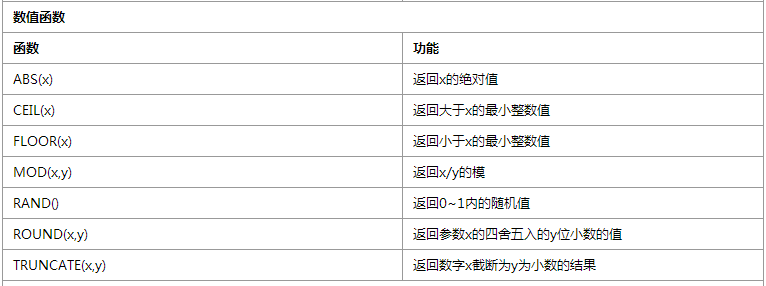 数值函数
函数 功能
ABS(x) 返回x的绝对值
CEIL(x) 返回大于x的最小整数值
FLOOR(x) 返回小于x的最小整数值
MOD(x,y) 返回x/y的模
RAND() 返回0~1内的随机值
ROUND(x,y) 返回参数x的四舍五入的y位小数的值
TRUNCATE(x,y) 返回数字x截断为y为小数的结果